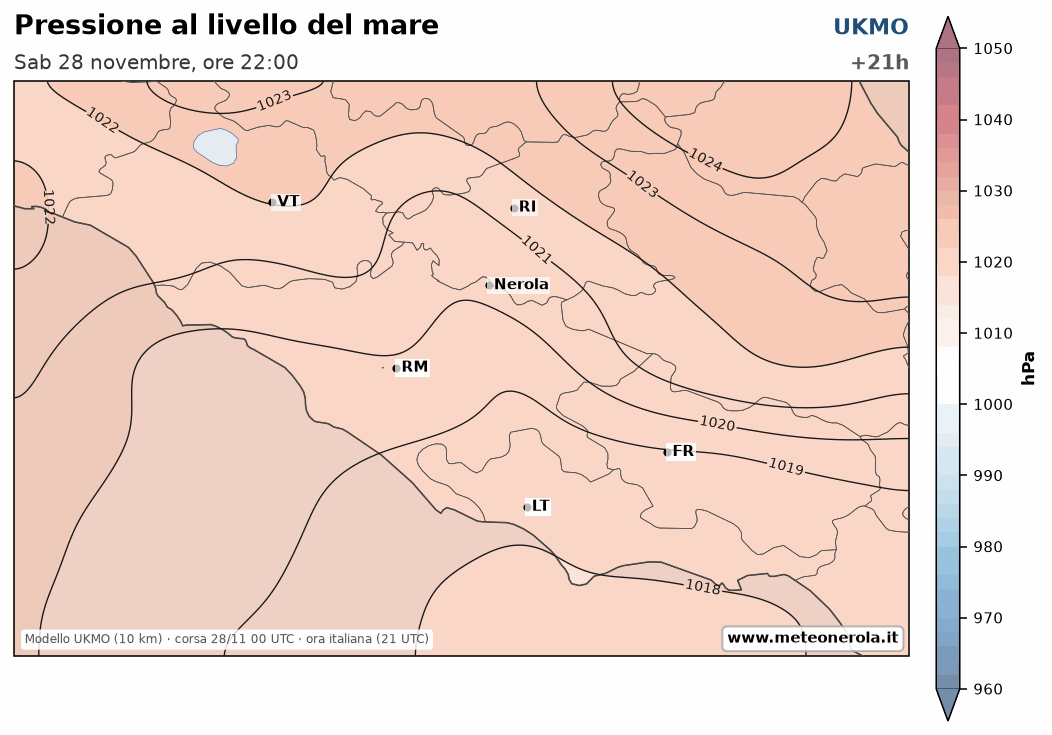 Pressione al livello del mare
UKMO
Sab 28 novembre, ore 22:00
+21h
1050
1040
1030
1020
1010
1000
990
980
970
960
hPa
1023
1022
1024
1023
1022
VT
RI
1021
Nerola
RM
1020
FR
1019
LT
1018
Modello UKMO (10 km) · corsa 28/11 00 UTC · ora italiana (21 UTC)
www.meteonerola.it